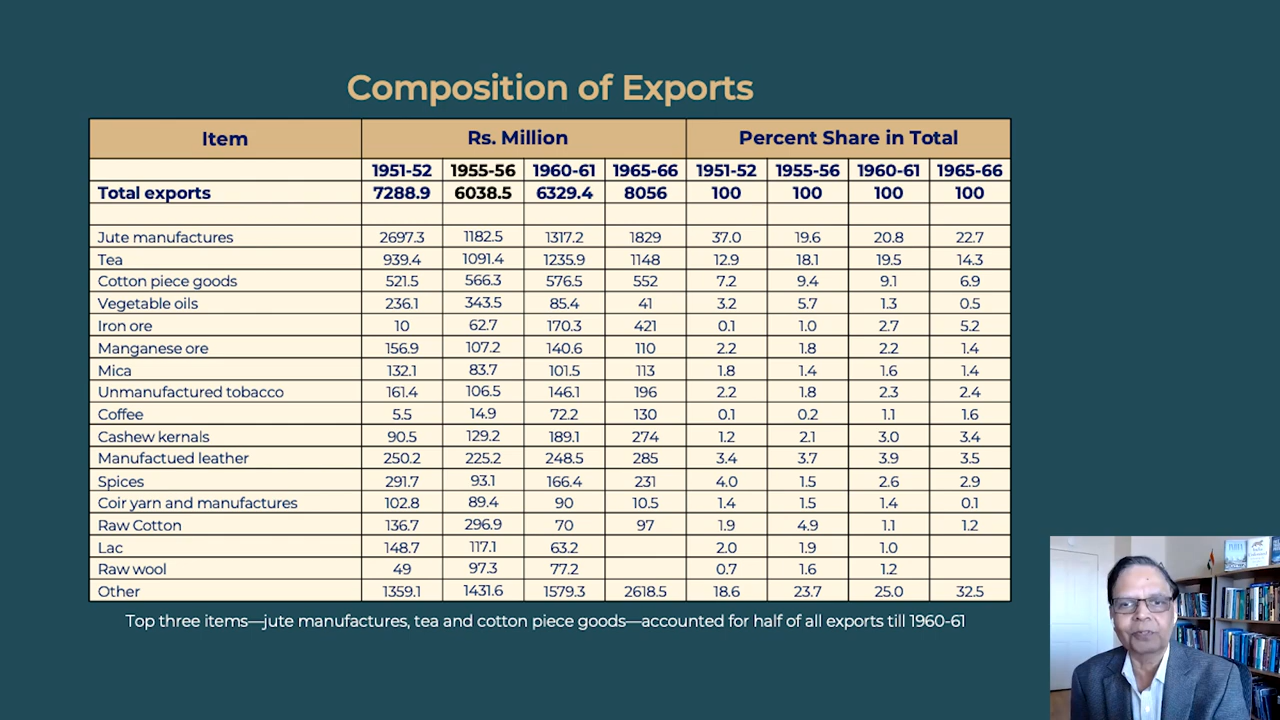 Composition of Exports
Item Rs. Million Percent Share in Total
1951-52 1955-56 1960-61 1965-66 1951-52 1955-56 1960-61 1965-66
Total exports 7288.9 6038.5 6329.4 8056 100 100 100 100
Jute manufactures 2697.3 1182.5 1317.2 1829 37.0 19.6 20.8 22.7
Tea 939.4 1091.4 1235.9 1148 12.9 18.1 19.5 14.3
Cotton piece goods 521.5 566.3 576.5 552 7.2 9.4 9.1 6.9
Vegetable oils 236.1 343.5 85.4 41 3.2 5.7 1.3 0.5
Iron ore 10 62.7 170.3 421 0.1 1.0 2.7 5.2
Manganese ore 156.9 107.2 140.6 110 2.2 1.8 2.2 1.4
Mica 132.1 83.7 101.5 113 1.8 1.4 1.6 1.4
Unmanufactured tobacco 161.4 106.5 146.1 196 2.2 1.8 2.3 2.4
Coffee 5.5 14.9 72.2 130 0.1 0.2 1.1 1.6
Cashew kernals 90.5 129.2 189.1 274 1.2 2.1 3.0 3.4
Manufactued leather 250.2 225.2 248.5 285 3.4 3.7 3.9 3.5
Spices 291.7 93.1 166.4 231 4.0 1.5 2.6 2.9
Coir yarn and manufactures 102.8 89.4 90 10.5 1.4 1.5 1.4 0.1
Raw Cotton 136.7 296.9 70 97 1.9 4.9 1.1 1.2
Lac 148.7 117.1 63.2 2.0 1.9 1.0
Raw wool 49 97.3 77.2 0.7 1.6 1.2
Other 1359.1 1431.6 1579.3 2618.5 18.6 23.7 25.0 32.5
Top three items—jute manufactures, tea and cotton piece goods—accounted for half of all exports till 1960-61